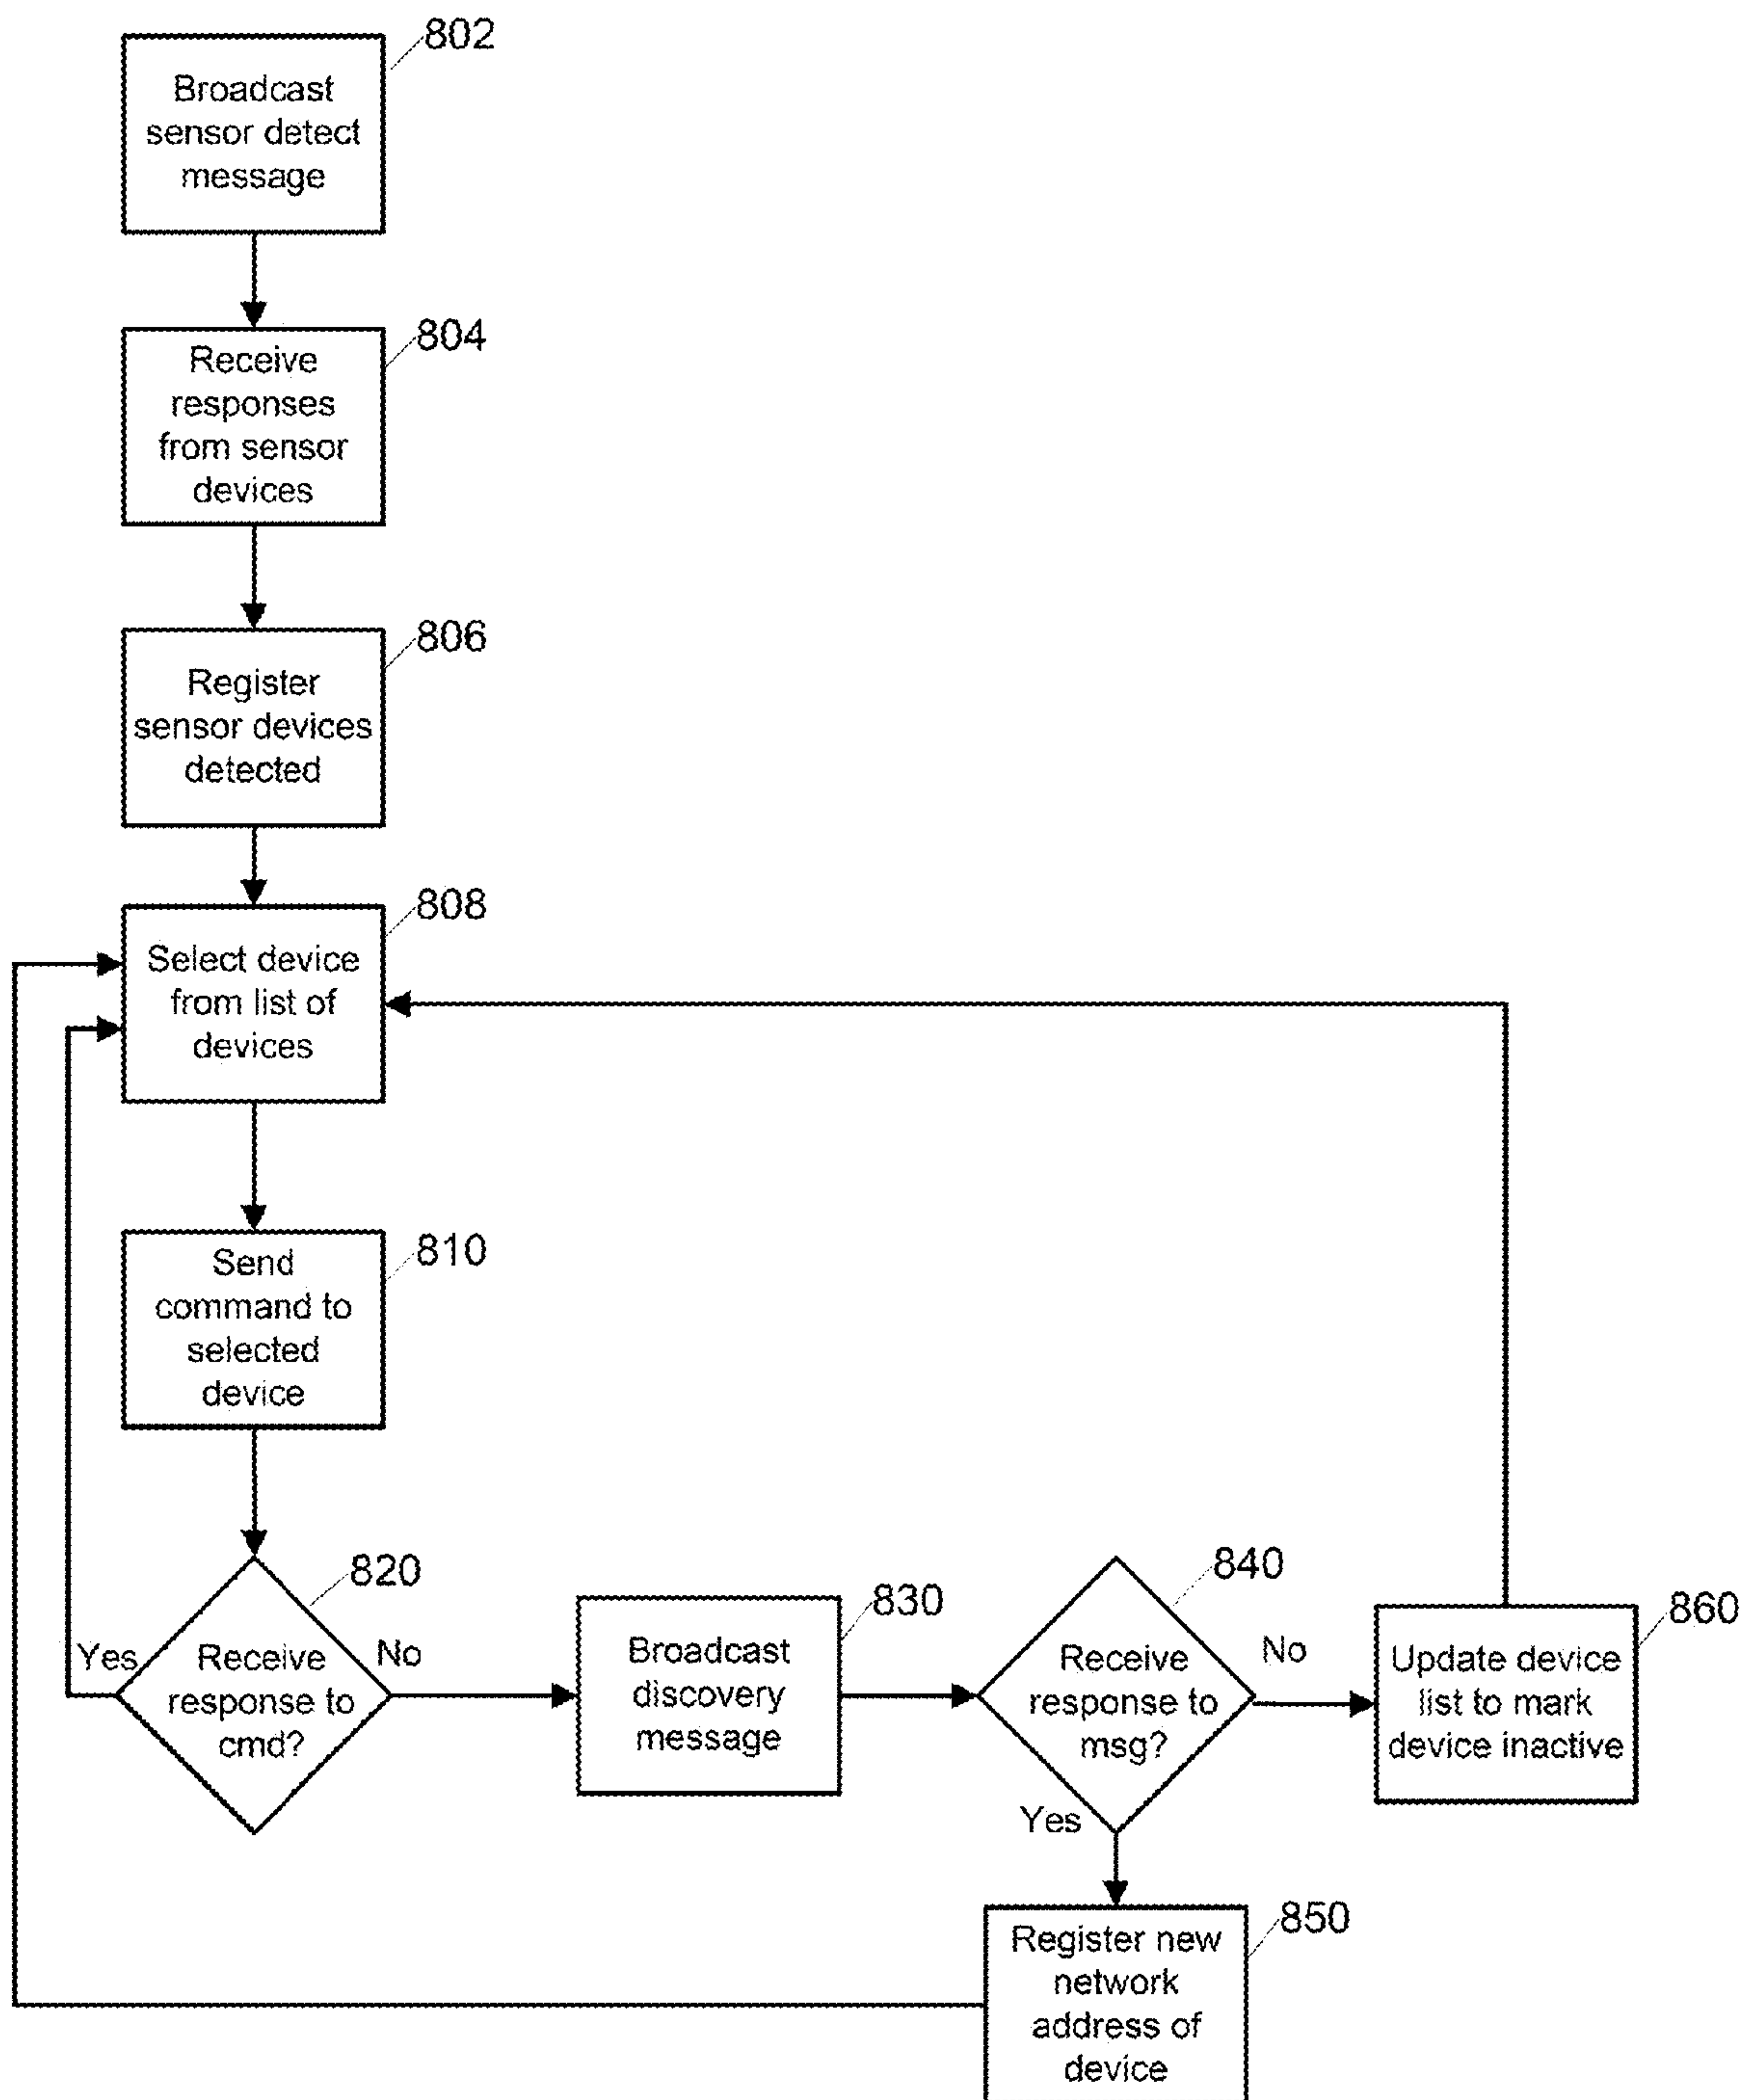 802
Broadcast
sensor detect
message
804
Receive
responses
from sensor
devices
806
Register
sensor devices
detected
808
Select device
from list of
devices
810
Send
command to
selected
device
820
Yes
Receive
response to
cmd?
No
830
Broadcast
discovery
message
840
Receive
response to
msg?
No
Yes
860
Update device
list to mark
device inactive
850
Register new
network
address of
device